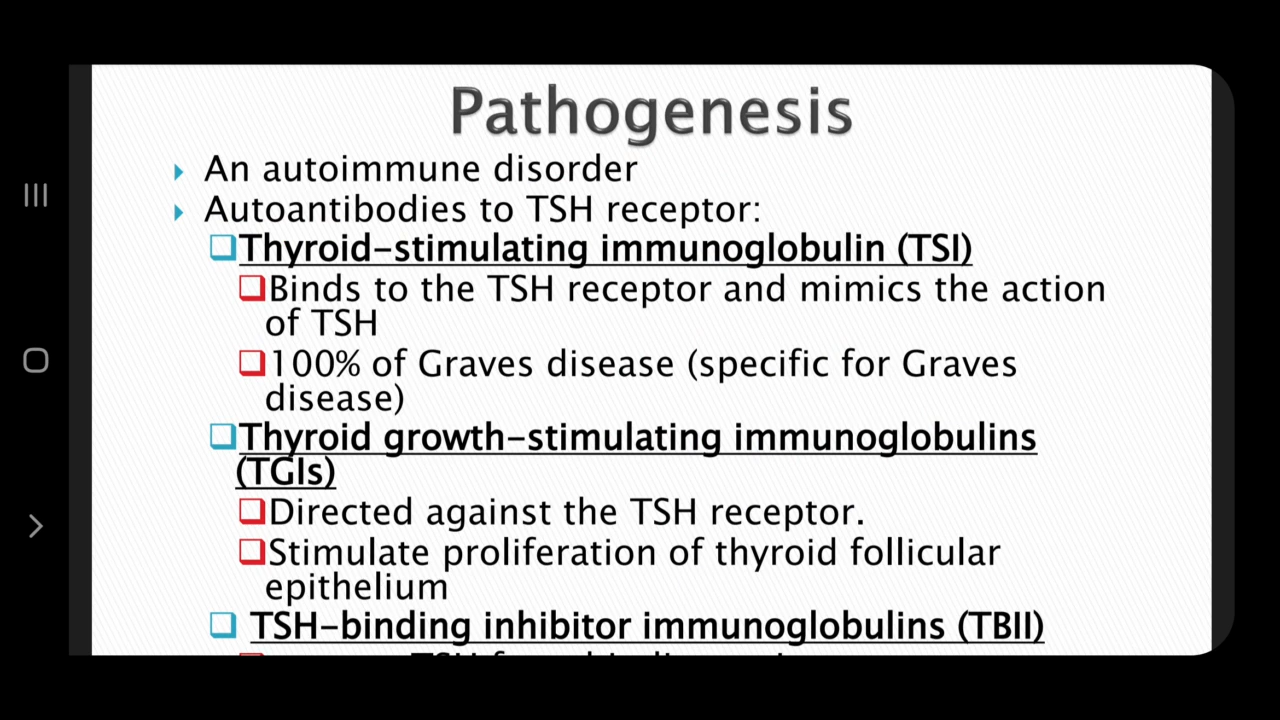 Pathogenesis
An autoimmune disorder
Autoantibodies to TSH receptor:
Thyroid-stimulating immunoglobulin (TSI)
Binds to the TSH receptor and mimics the action
of TSH
100% of Graves disease (specific for Graves
disease)
Thyroid growth-stimulating immunoglobulins
(TGIs)
Directed against the TSH receptor.
Stimulate proliferation of thyroid follicular
epithelium
TSH-binding inhibitor immunoglobulins (TBII)